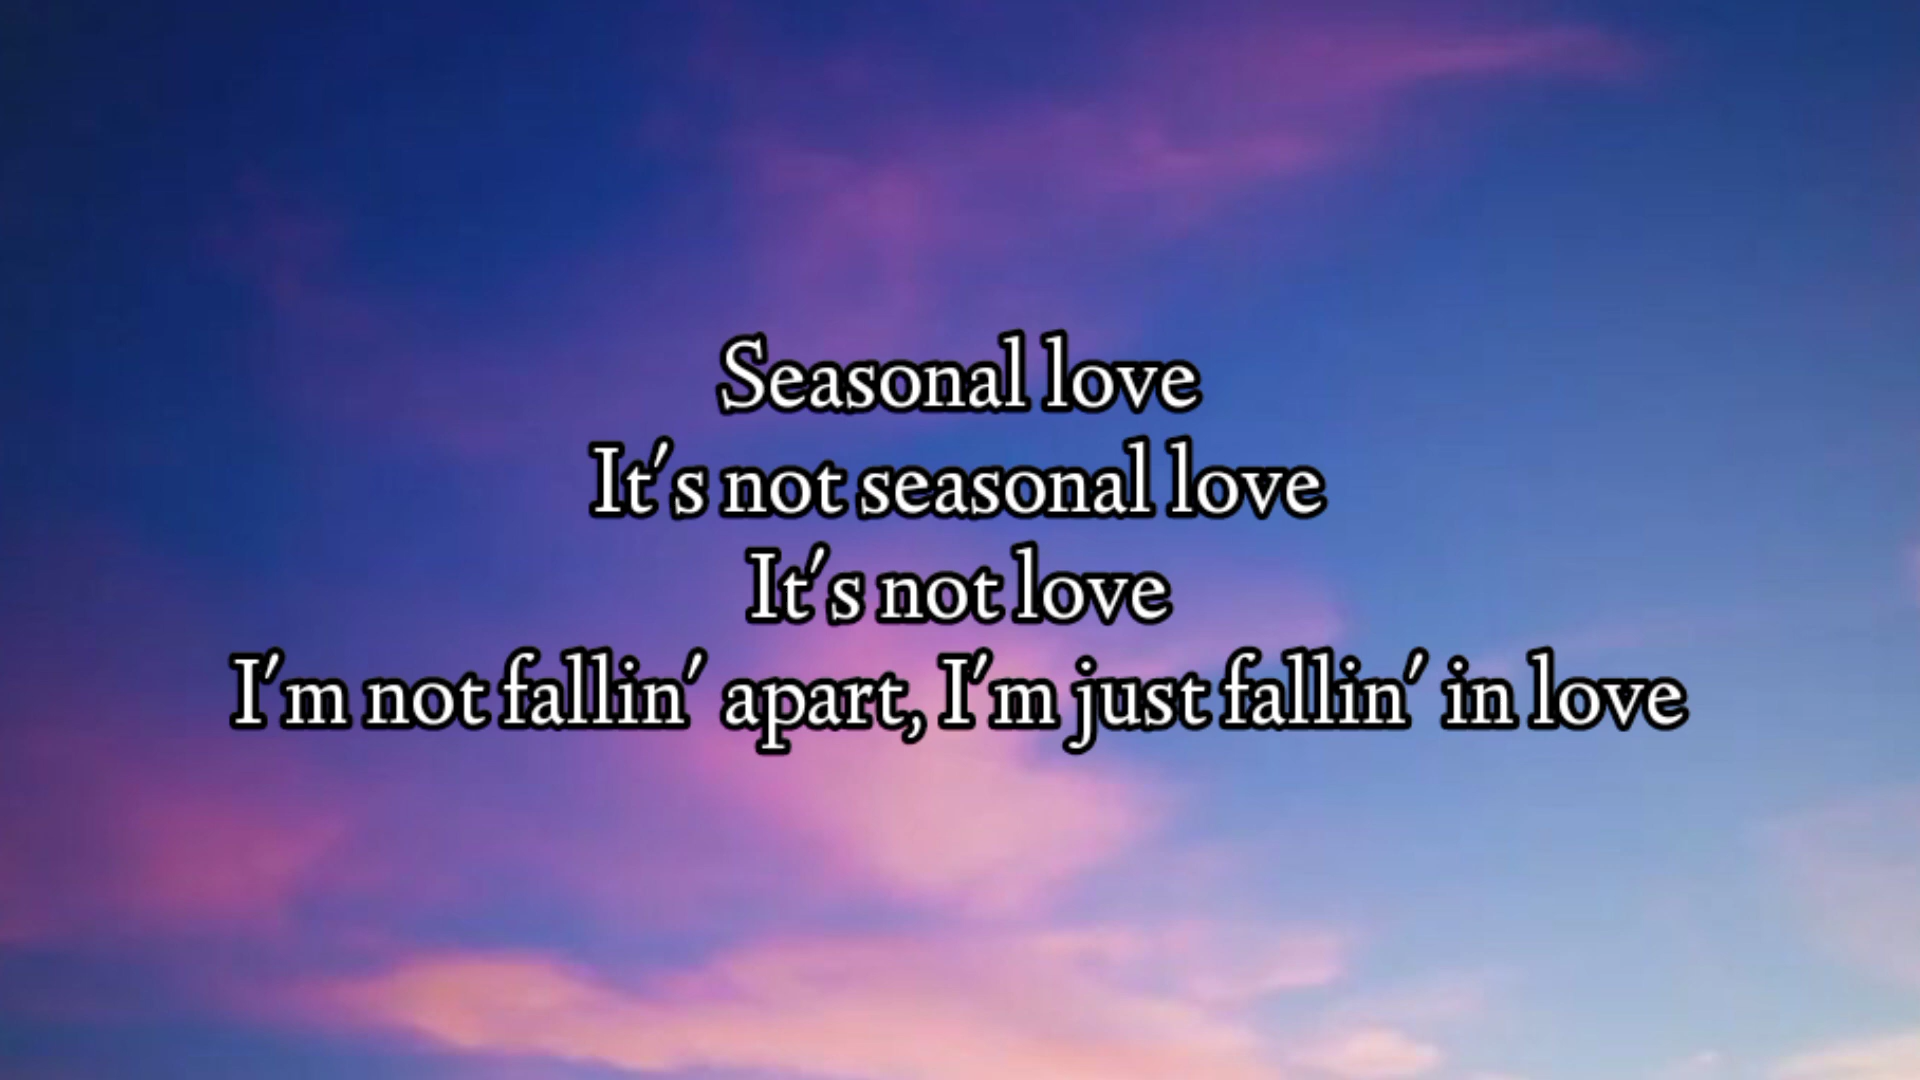 Seasonal love
It's not seasonal love
It's not love
I'm not fallin' apart, I'm just fallin' in love